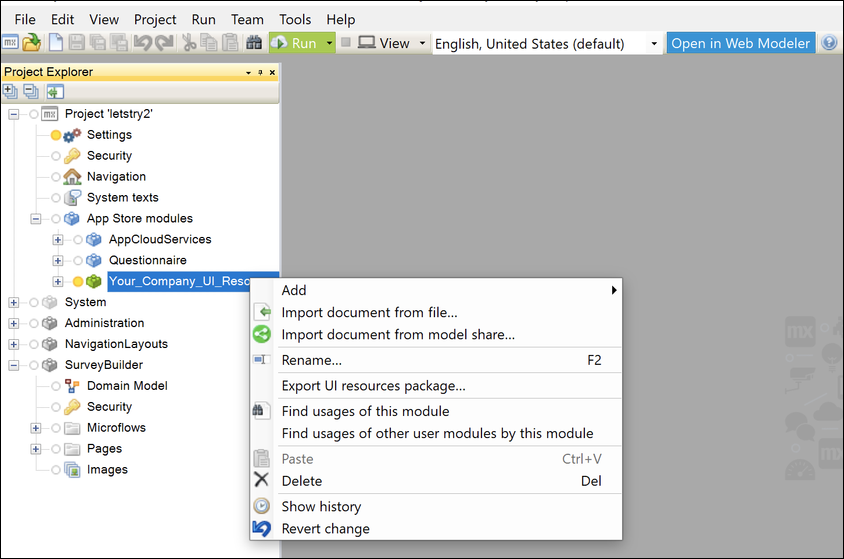 File Edit View Project Run Team Tools Help
mx Run View English, United States (default) Open in Web Modeler ?
Project Explorer
mx Project 'letstry2'
Settings
Security
Navigation
System texts
App Store modules
AppCloudServices
Questionnaire
Your_Company_UI_Reso
System
Administration
NavigationLayouts
SurveyBuilder
Domain Model
Security
Microflows
Pages
Images
Add
Import document from file...
Import document from model share...
Rename... F2
Export UI resources package...
Find usages of this module
Find usages of other user modules by this module
Paste Ctrl+V
Delete Del
Show history
Revert change
mx
mx